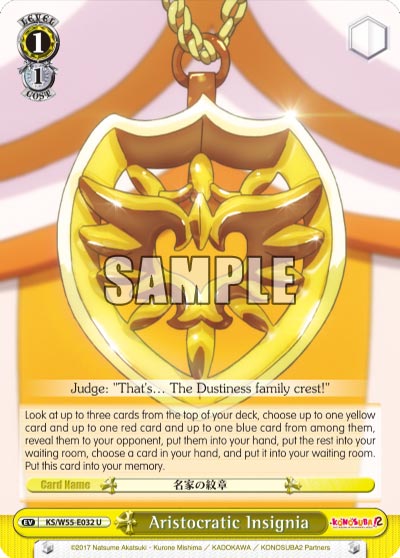 LEVEL
1
1
COST
SAMPLE
Judge: "That's… The Dustiness family crest!"
Look at up to three cards from the top of your deck, choose up to one yellow
card and up to one red card and up to one blue card from among them,
reveal them to your opponent, put them into your hand, put the rest into your
waiting room, choose a card in your hand, and put it into your waiting room.
Put this card into your memory.
Card Name 名家の紋章
EV KS/W55-E032 U Aristocratic Insignia KONOSUBA 2
©2017 Natsume Akatsuki・Kurone Mishima ／ KADOKAWA ／ KONOSUBA2 Partners